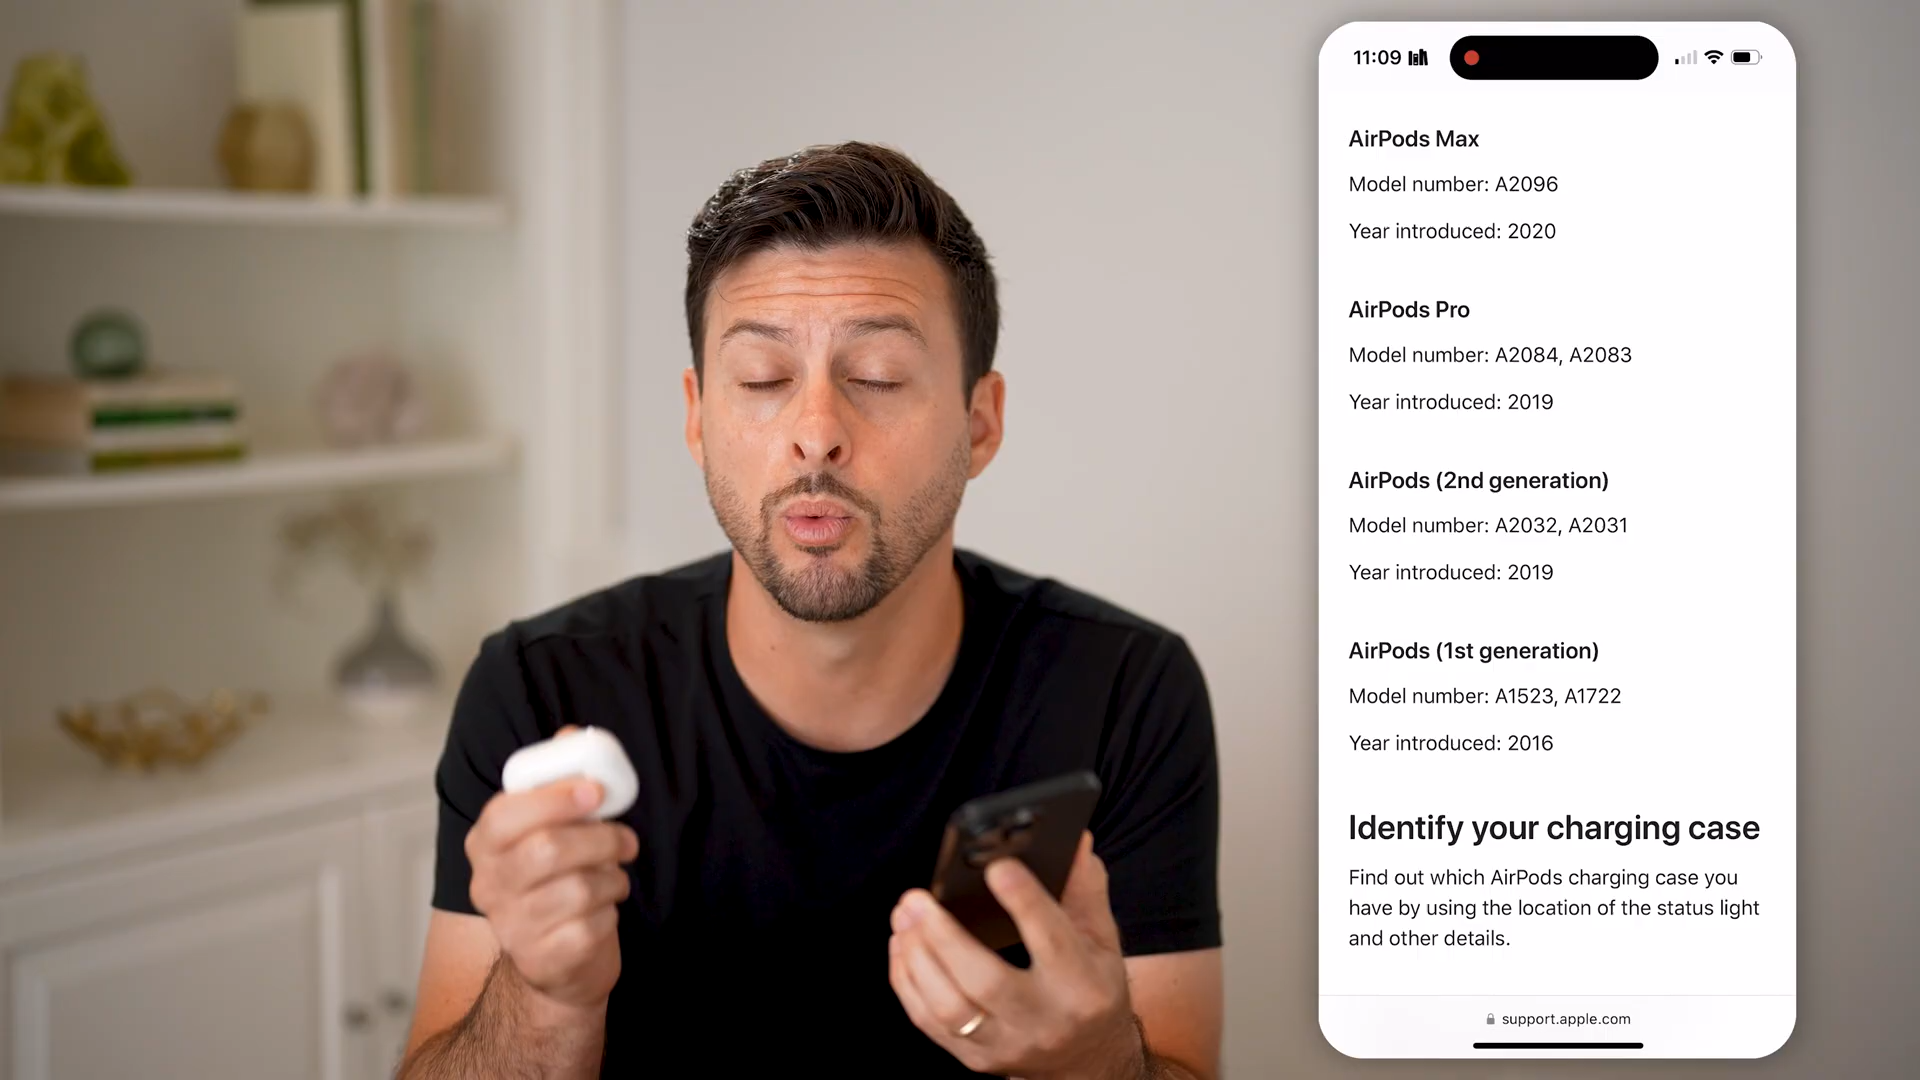 11:09
AirPods Max
Model number: A2096
Year introduced: 2020
AirPods Pro
Model number: A2084, A2083
Year introduced: 2019
AirPods (2nd generation)
Model number: A2032, A2031
Year introduced: 2019
AirPods (1st generation)
Model number: A1523, A1722
Year introduced: 2016
Identify your charging case
Find out which AirPods charging case you
have by using the location of the status light
and other details.
support.apple.com